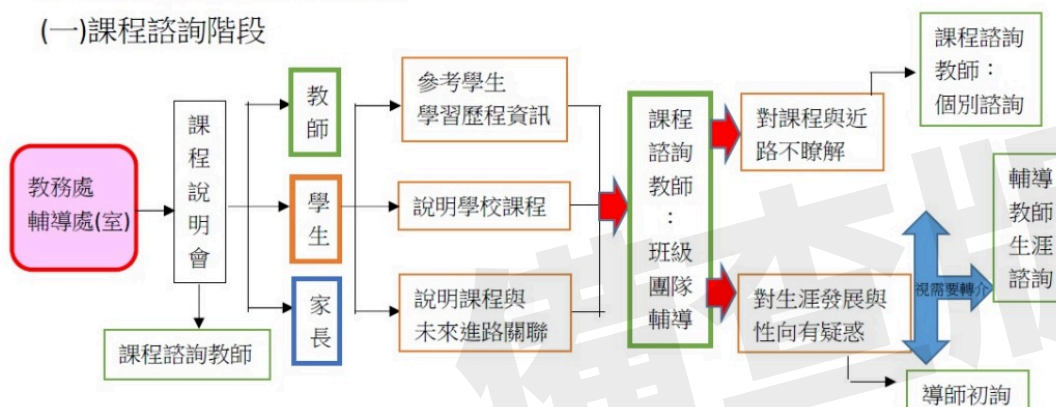 (一)課程諮詢階段
教務處
輔導處(室)
課程說明會
課程諮詢教師
教師
學生
家長
參考學生
學習歷程資訊
說明學校課程
說明課程與
未來進路關聯
課程
諮詢
教師
:
班級
團隊
輔導
對課程與近
路不瞭解
對生涯發展與
性向有疑惑
課程諮詢
教師:
個別諮詢
視需要轉介
輔導
教師
生涯
諮詢
導師初詢
備查版